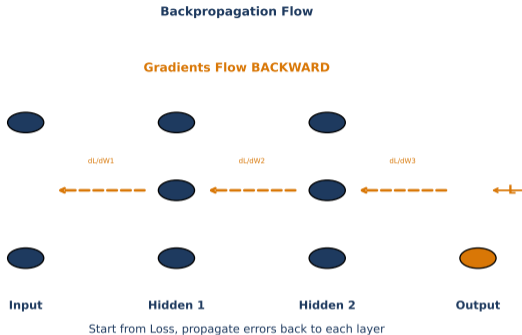 Backpropagation Flow
Gradients Flow BACKWARD
dL/dW1 dL/dW2 dL/dW3
L
Input Hidden 1 Hidden 2 Output
Start from Loss, propagate errors back to each layer